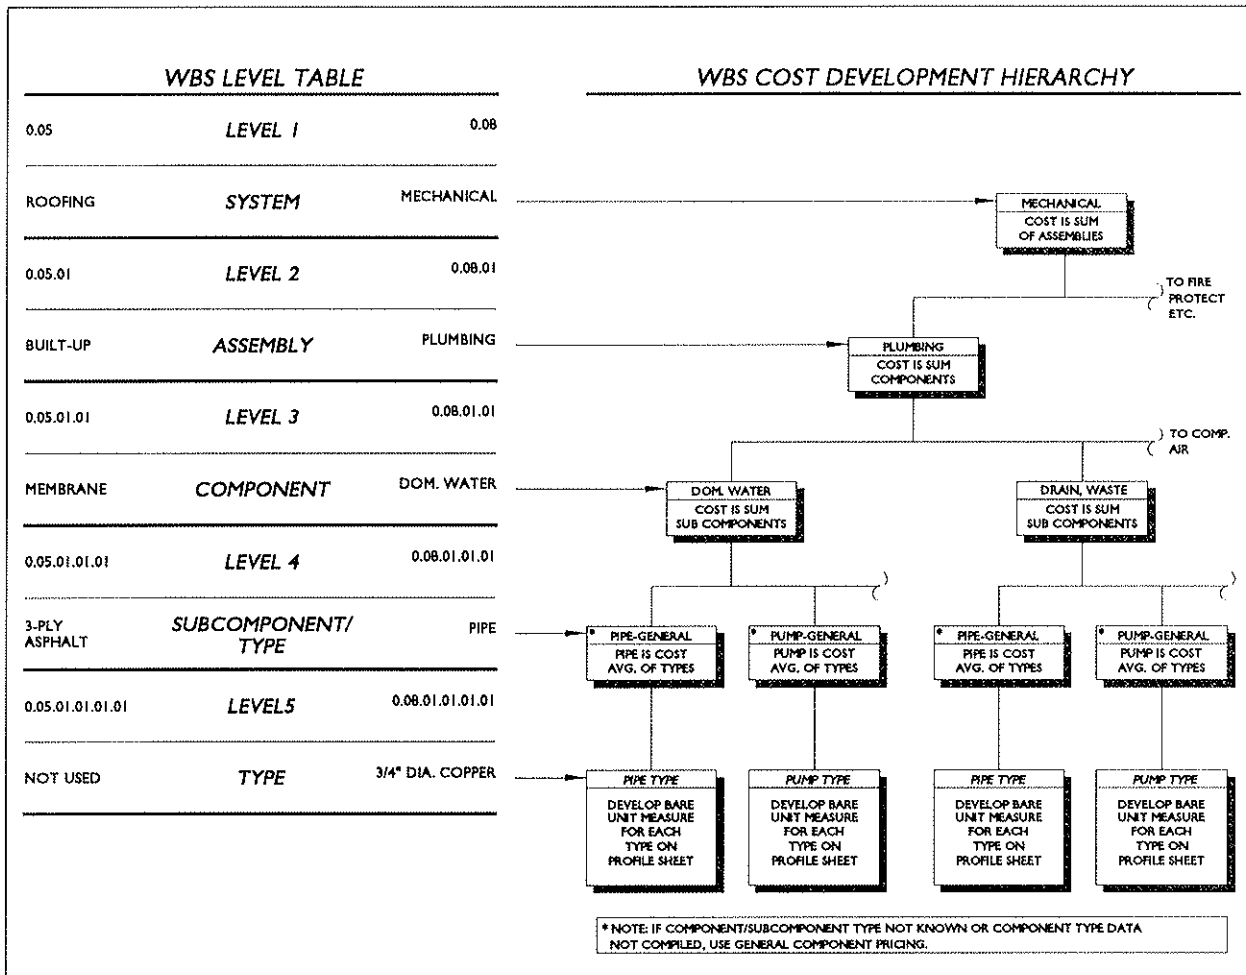 WBS LEVEL TABLE
0.05 LEVEL 1 0.08
ROOFING SYSTEM MECHANICAL
0.05.01 LEVEL 2 0.08.01
BUILT-UP ASSEMBLY PLUMBING
0.05.01.01 LEVEL 3 0.08.01.01
MEMBRANE COMPONENT DOM. WATER
0.05.01.01.01 LEVEL 4 0.08.01.01.01
3-PLY
ASPHALT
SUBCOMPONENT/
TYPE
PIPE
0.05.01.01.01.01 LEVEL5 0.08.01.01.01.01
NOT USED TYPE 3/4" DIA. COPPER
WBS COST DEVELOPMENT HIERARCHY
MECHANICAL
COST IS SUM
OF ASSEMBLIES
TO FIRE
PROTECT
ETC.
PLUMBING
COST IS SUM
COMPONENTS
TO COMP.
AIR
DOM. WATER
COST IS SUM
SUB COMPONENTS
DRAIN, WASTE
COST IS SUM
SUB COMPONENTS
* PIPE-GENERAL
PIPE IS COST
AVG. OF TYPES
* PUMP-GENERAL
PUMP IS COST
AVG. OF TYPES
* PIPE-GENERAL
PIPE IS COST
AVG. OF TYPES
* PUMP-GENERAL
PUMP IS COST
AVG. OF TYPES
PIPE TYPE
DEVELOP BARE
UNIT MEASURE
FOR EACH
TYPE ON
PROFILE SHEET
PUMP TYPE
DEVELOP BARE
UNIT MEASURE
FOR EACH
TYPE ON
PROFILE SHEET
PIPE TYPE
DEVELOP BARE
UNIT MEASURE
FOR EACH
TYPE ON
PROFILE SHEET
PUMP TYPE
DEVELOP BARE
UNIT MEASURE
FOR EACH
TYPE ON
PROFILE SHEET
* NOTE: IF COMPONENT/SUBCOMPONENT TYPE NOT KNOWN OR COMPONENT TYPE DATA
NOT COMPILED, USE GENERAL COMPONENT PRICING.